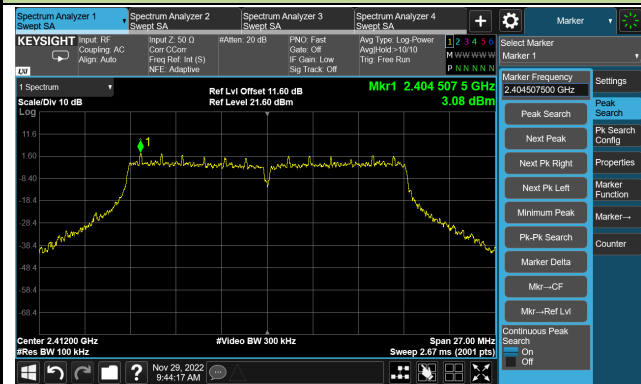 Spectrum Analyzer 1
Swept SA
Spectrum Analyzer 2
Swept SA
Spectrum Analyzer 3
Swept SA
Spectrum Analyzer 4
Swept SA
Marker
KEYSIGHT
LXI
Input: RF
Coupling: AC
Align: Auto
Input Z: 50 Ω
Corr CCorr
Freq Ref: Int (S)
NFE: Adaptive
#Atten: 20 dB
PNO: Fast
Gate: Off
IF Gain: Low
Sig Track: Off
Avg Type: Log-Power
Avg|Hold:>10/10
Trig: Free Run
1 2 3 4 5 6
M W W W W W
P N N N N N
Select Marker
Marker 1
1 Spectrum
Scale/Div 10 dB
Log
Ref Lvl Offset 11.60 dB
Ref Level 21.60 dBm
Mkr1 2.404 507 5 GHz
3.08 dBm
11.6
1.60
-8.40
-18.4
-28.4
-38.4
-48.4
-58.4
-68.4
1
Center 2.41200 GHz
#Res BW 100 kHz
#Video BW 300 kHz
Span 27.00 MHz
Sweep 2.67 ms (2001 pts)
Marker Frequency
2.404507500 GHz
Peak Search
Next Peak
Next Pk Right
Next Pk Left
Minimum Peak
Pk-Pk Search
Marker Delta
Mkr→CF
Mkr→Ref Lvl
Continuous Peak
Search
On
Off
Settings
Peak
Search
Pk Search
Config
Properties
Marker
Function
Marker→
Counter
Nov 29, 2022
9:44:17 AM